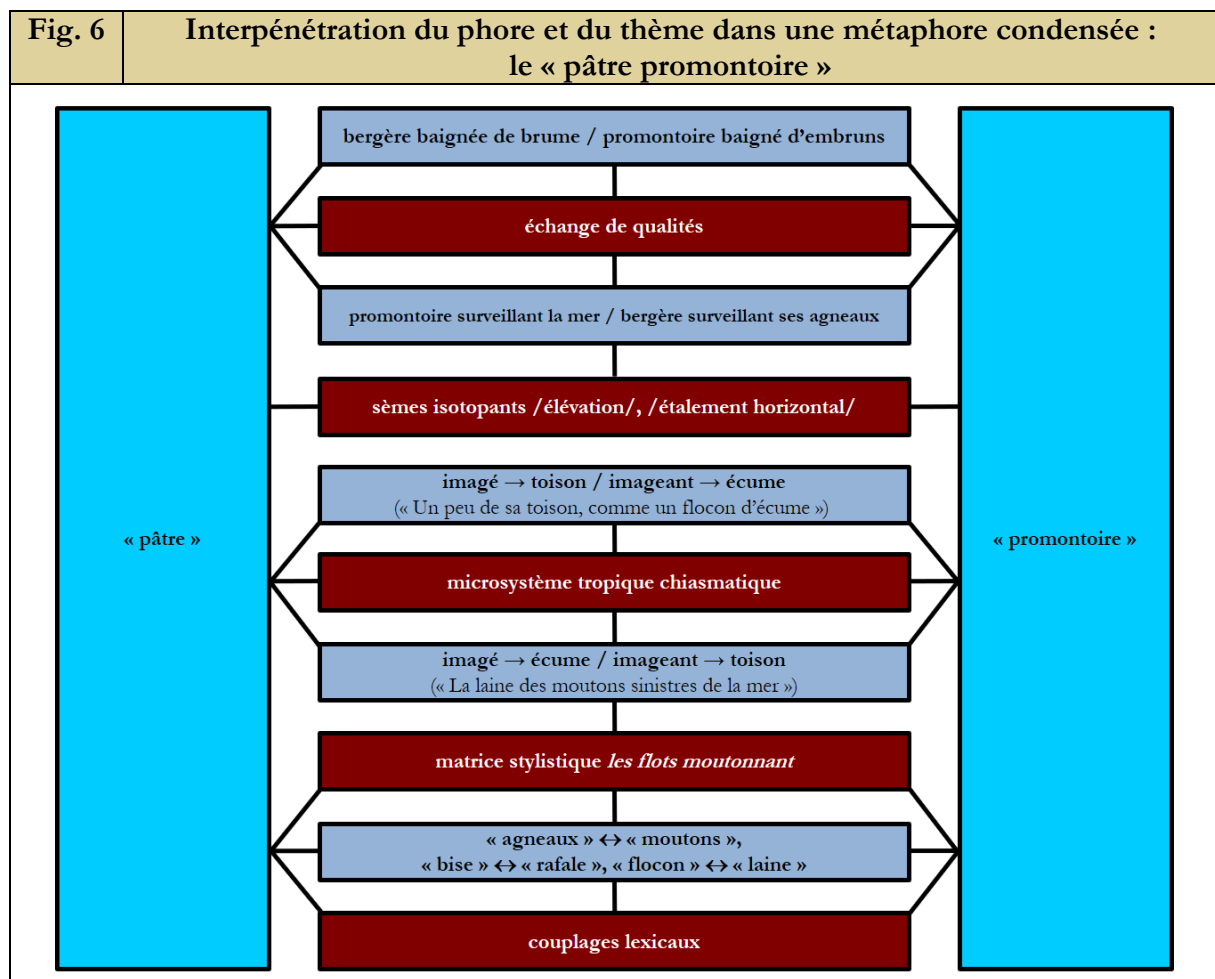 Fig. 6
Interpénétration du phore et du thème dans une métaphore condensée :
le « pâtre promontoire »
bergère baignée de brume / promontoire baigné d’embruns
échange de qualités
promontoire surveillant la mer / bergère surveillant ses agneaux
sèmes isotopants /élévation/, /étalement horizontal/
imagé → toison / imageant → écume
(« Un peu de sa toison, comme un flocon d’écume »)
« pâtre »
« promontoire »
microsystème tropique chiasmatique
imagé → écume / imageant → toison
(« La laine des moutons sinistres de la mer »)
matrice stylistique les flots moutonnant
« agneaux » ↔ « moutons »,
« bise » ↔ « rafale », « flocon » ↔ « laine »
couplages lexicaux